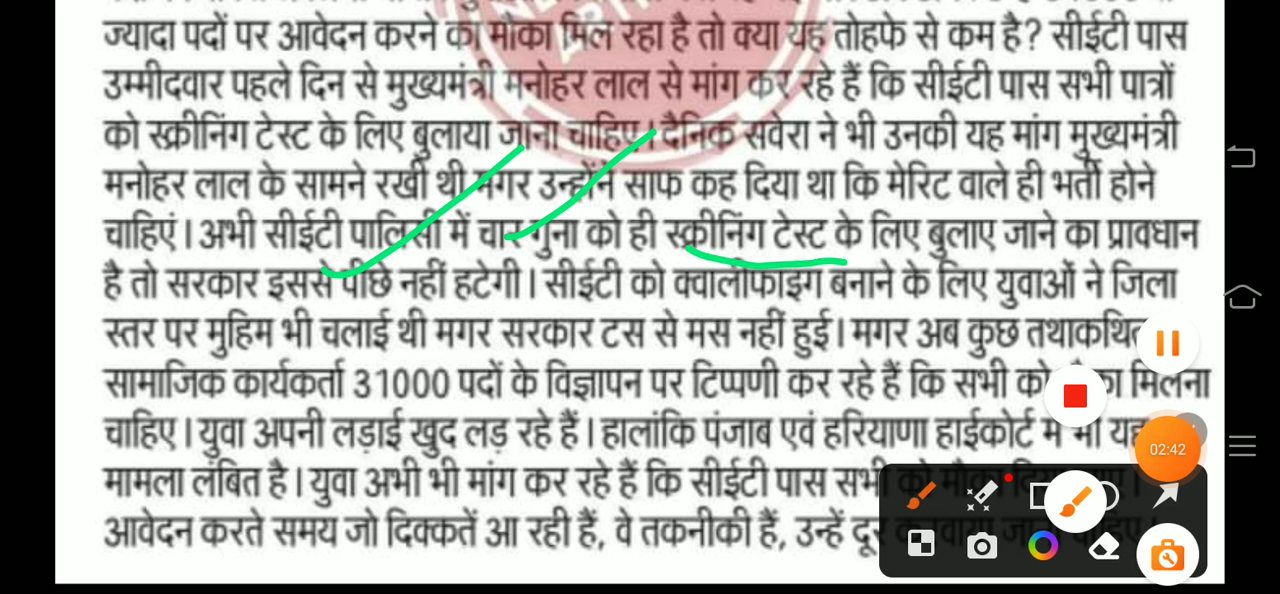 ज्यादा पदों पर आवेदन करने का मौका मिल रहा है तो क्या यह तोहफे से कम है? सीईटी पास
उम्मीदवार पहले दिन से मुख्यमंत्री मनोहर लाल से मांग कर रहे हैं कि सीईटी पास सभी पात्रों
को स्क्रीनिंग टेस्ट के लिए बुलाया जाना चाहिए। दैनिक सवेरा ने भी उनकी यह मांग मुख्यमंत्री
मनोहर लाल के सामने रखी थी मगर उन्होंने साफ कह दिया था कि मेरिट वाले ही भर्ती होने
चाहिएं। अभी सीईटी पालिसी में चार गुना को ही स्क्रीनिंग टेस्ट के लिए बुलाए जाने का प्रावधान
है तो सरकार इससे पीछे नहीं हटेगी। सीईटी को क्वालीफाइंग बनाने के लिए युवाओं ने जिला
स्तर पर मुहिम भी चलाई थी मगर सरकार टस से मस नहीं हुई। मगर अब कुछ तथाकथित
सामाजिक कार्यकर्ता 31000 पदों के विज्ञापन पर टिप्पणी कर रहे हैं कि सभी को मिलना
चाहिए। युवा अपनी लड़ाई खुद लड़ रहे हैं। हालांकि पंजाब एवं हरियाणा हाईकोर्ट में भी यह
मामला लंबित है। युवा अभी भी मांग कर रहे हैं कि सीईटी पास सभी को मौका
आवेदन करते समय जो दिक्कतें आ रही हैं, वे तकनीकी हैं, उन्हें दूर
02:42